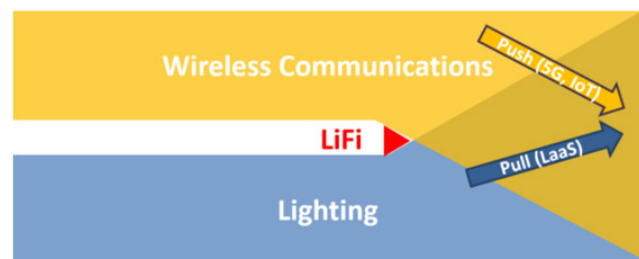 Push (5G, IoT)
Wireless Communications
LiFi
Pull (LaaS)
Lighting